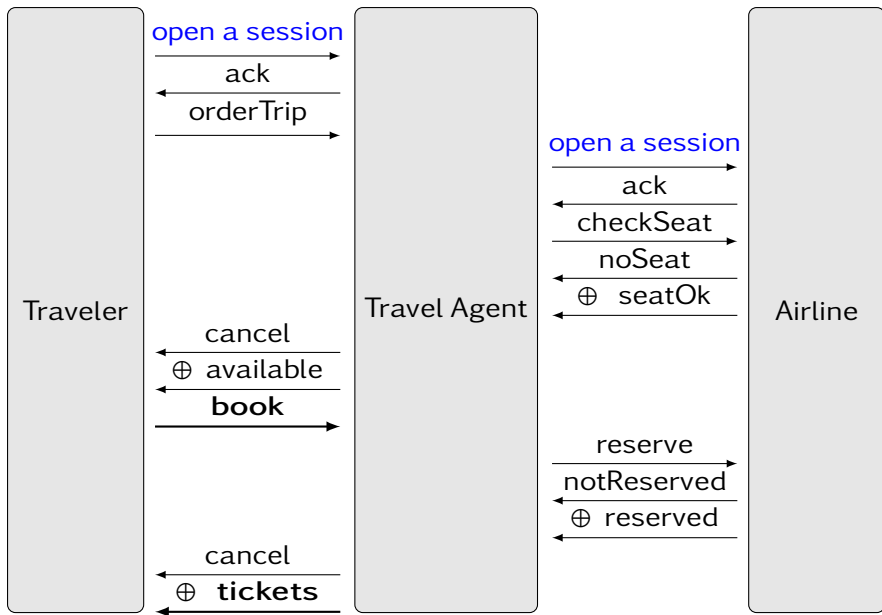 open a session
ack
orderTrip
open a session
ack
checkSeat
noSeat
⊕ seatOk
Traveler
Travel Agent
Airline
cancel
⊕ available
book
reserve
notReserved
⊕ reserved
cancel
⊕ tickets